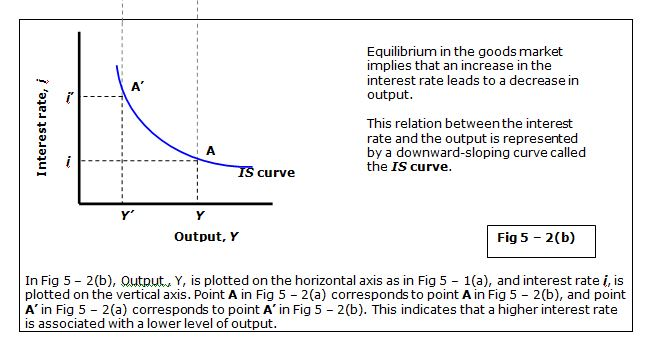 Equilibrium in the goods market
implies that an increase in the
interest rate leads to a decrease in
output.
This relation between the interest
rate and the output is represented
by a downward-sloping curve called
the IS curve.
Interest rate, i
i′
i
A′
A
IS curve
Y′ Y
Output, Y
Fig 5 – 2(b)
In Fig 5 – 2(b), Output, Y, is plotted on the horizontal axis as in Fig 5 – 1(a), and interest rate i, is
plotted on the vertical axis. Point A in Fig 5 – 2(a) corresponds to point A in Fig 5 – 2(b), and point
A′ in Fig 5 – 2(a) corresponds to point A′ in Fig 5 – 2(b). This indicates that a higher interest rate
is associated with a lower level of output.